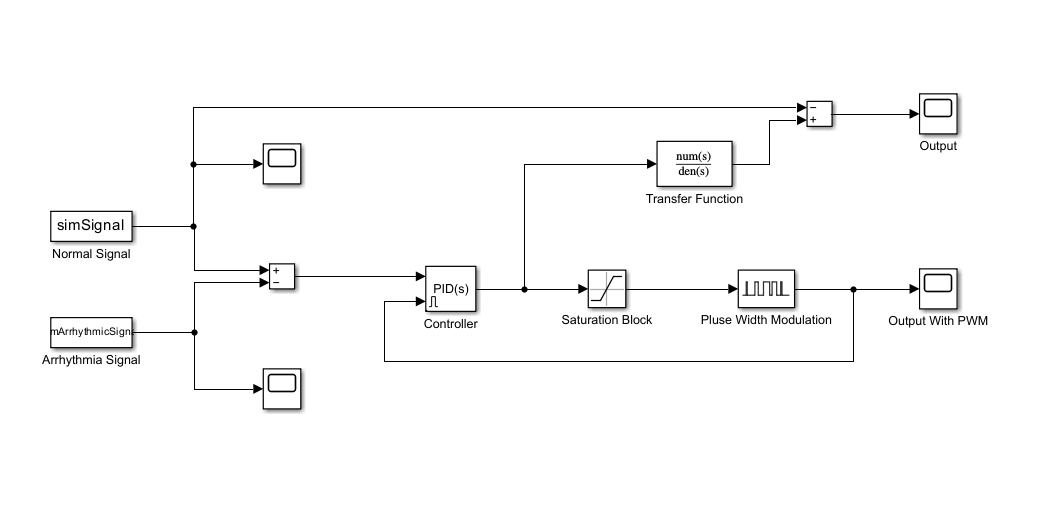 −
+
Output
num(s)
den(s)
Transfer Function
simSignal
Normal Signal
+
−
PID(s)
Controller
Saturation Block
Pluse Width Modulation
Output With PWM
mArrhythmicSign
Arrhythmia Signal